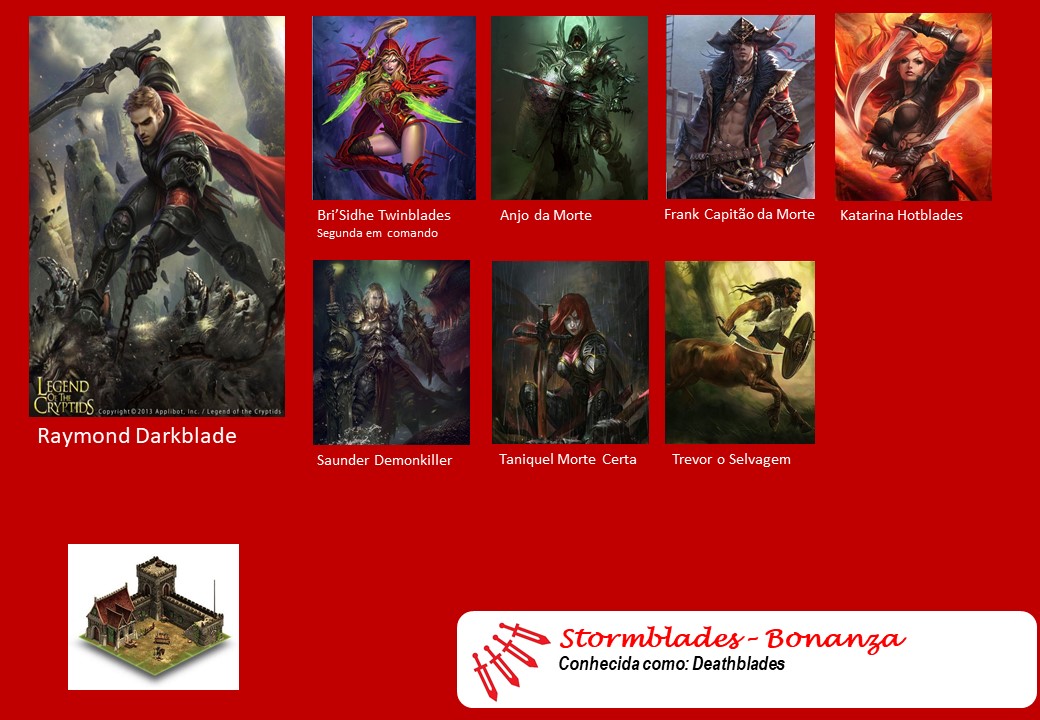 LEGEND
OF THE
CRYPTIDS
Copyright©2013 Applibot, Inc. / Legend of the Cryptids
Raymond Darkblade
Bri'Sidhe Twinblades
Segunda em comando
Anjo da Morte
Frank Capitão da Morte
Katarina Hotblades
Saunder Demonkiller
Taniquel Morte Certa
Trevor o Selvagem
Stormblades – Bonanza
Conhecida como: Deathblades